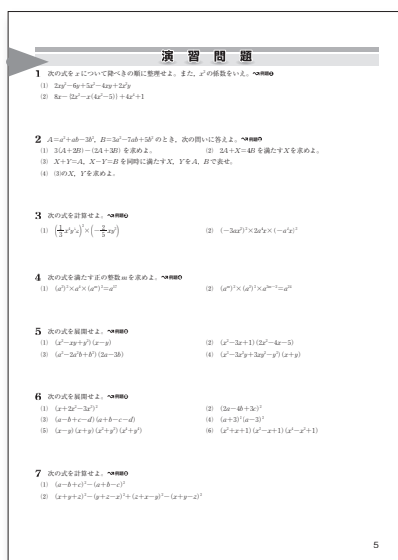 演習問題
1 次の式を x について降べきの順に整理せよ。また，x²の係数をいえ。
(1) 2xy²−6y+5x²−4xy+2x²y
(2) 8x−{2x²−x(4x²−5)}+4x²+1
2 A=a²+ab−3b²，B=3a²−7ab+5b² のとき，次の問いに答えよ。
(1) 3(A+2B)−(2A+3B) を求めよ。 (2) 2A+X=4B を満たす X を求めよ。
(3) X+Y=A，X−Y=B を同時に満たす X，Y を A，B で表せ。
(4) (3)の X，Y を求めよ。
3 次の式を計算せよ。
(2) (−3ax²)³×2a⁴x×(−a⁴x)²
4 次の式を満たす正の整数 m を求めよ。
5 次の式を展開せよ。
(1) (x²−xy+y²)(x−y) (2) (x²−3x+1)(2x²−4x−5)
(3) (a³−2a²b+b³)(2a−3b) (4) (x³−3x²y+3xy²−y³)(x+y)
6 次の式を展開せよ。
(1) (x+2x²−3x³)² (2) (2a−4b+3c)²
(3) (a−b+c−d)(a+b−c−d) (4) (a+3)²(a−3)²
(5) (x−y)(x+y)(x²+y²)(x⁴+y⁴) (6) (x²+x+1)(x²−x+1)(x⁴−x²+1)
7 次の式を計算せよ。
(1) (a−b+c)²−(a+b−c)²
(2) (x+y+z)²−(y+z−x)²+(z+x−y)²−(x+y−z)²
5